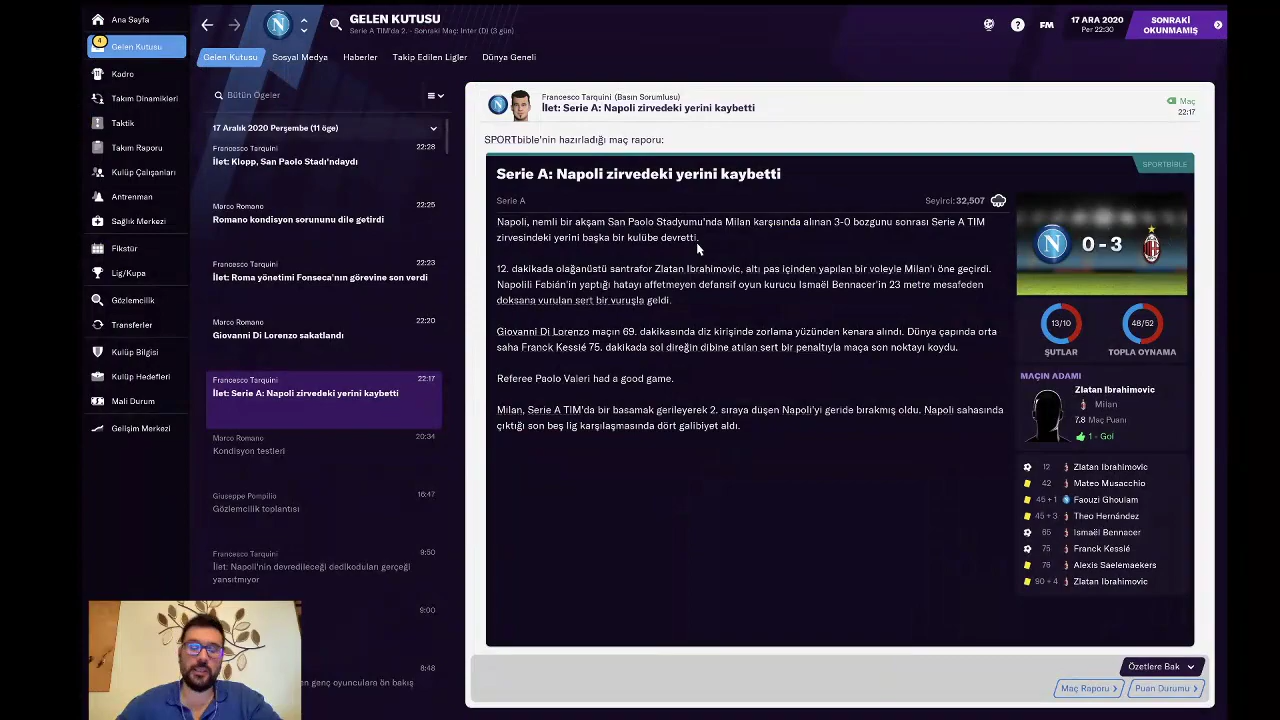 Ana Sayfa
4
Gelen Kutusu
Kadro
Takım Dinamikleri
Taktik
Takım Raporu
Kulüp Çalışanları
Antrenman
Sağlık Merkezi
Fikstür
Lig/Kupa
Gözlemcilik
Transferler
Kulüp Bilgisi
Kulüp Hedefleri
Mali Durum
Gelişim Merkezi
N
GELEN KUTUSU
Serie A TIM'da 2. - Sonraki Maç: Inter (D) (3 gün)
?
FM
17 ARA 2020
Per 22:30
SONRAKİ
OKUNMAMIŞ
Gelen Kutusu
Sosyal Medya
Haberler
Takip Edilen Ligler
Dünya Geneli
Bütün Ögeler
17 Aralık 2020 Perşembe (11 öge)
Francesco Tarquini 22:28
İlet: Klopp, San Paolo Stadı'ndaydı
Marco Romano 22:25
Romano kondisyon sorununu dile getirdi
Francesco Tarquini 22:23
İlet: Roma yönetimi Fonseca'nın görevine son verdi
Marco Romano 22:20
Giovanni Di Lorenzo sakatlandı
Francesco Tarquini 22:17
İlet: Serie A: Napoli zirvedeki yerini kaybetti
Marco Romano 20:34
Kondisyon testleri
Giuseppe Pompilio 16:47
Gözlemcilik toplantısı
Francesco Tarquini 9:50
İlet: Napoli'nin devredileceği dedikoduları gerçeği
yansıtmıyor
9:00
8:48
en genç oyunculara ön bakış
Francesco Tarquini (Basın Sorumlusu)
İlet: Serie A: Napoli zirvedeki yerini kaybetti
Maç
22:17
SPORTbible'nin hazırladığı maç raporu:
SPORTBIBLE
Serie A: Napoli zirvedeki yerini kaybetti
Serie A
Seyirci: 32,507
Napoli, nemli bir akşam San Paolo Stadyumu'nda Milan karşısında alınan 3-0 bozgunu sonrası Serie A TIM
zirvesindeki yerini başka bir kulübe devretti.
12. dakikada olağanüstü santrafor Zlatan Ibrahimovic, altı pas içinden yapılan bir voleyle Milan'ı öne geçirdi.
Napolili Febián'in yaptığı hatayı affetmeyen defansif oyun kurucu Ismaël Bennacer'in 23 metre mesafeden
doksana vurulan sert bir vuruşla geldi.
Giovanni Di Lorenzo maçın 69. dakikasında diz kirişinde zorlama yüzünden kenara alındı. Dünya çapında orta
saha Franck Kessié 75. dakikada sol direğin dibine atılan sert bir penaltıyla maça son noktayı koydu.
Referee Paolo Valeri had a good game.
Milan, Serie A TIM'da bir basamak gerileyerek 2. sıraya düşen Napoli'yi geride bırakmış oldu. Napoli sahasında
çıktığı son beş lig karşılaşmasında dört galibiyet aldı.
N
0 - 3
13/10
ŞUTLAR
48/52
TOPLA OYNAMA
MAÇIN ADAMI
Zlatan Ibrahimovic
Milan
7.8 Maç Puanı
1 - Gol
12 Zlatan Ibrahimovic
42 Mateo Musacchio
45 + 1 Faouzi Ghoulam
45 + 3 Theo Hernández
65 Ismaël Bennacer
75 Franck Kessié
76 Alexis Saelemaekers
90 + 4 Zlatan Ibrahimovic
Özetlere Bak
Maç Raporu
Puan Durumu